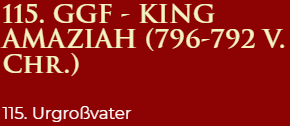 115. GGF - KING
AMAZIAH (796-792 V.
CHR.)
115. Urgroßvater